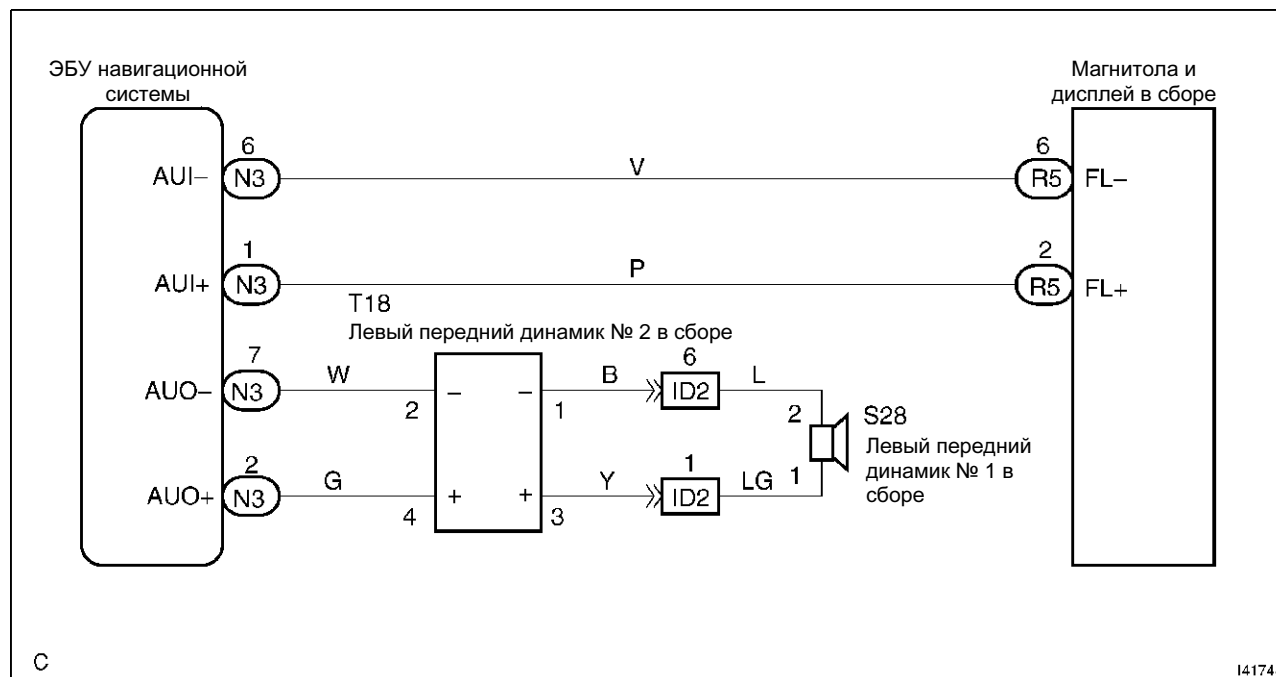 ЭБУ навигационной
системы
Магнитола и
дисплей в сборе
6
6
AUI–
N3
V
R5
FL–
1
2
AUI+
N3
P
R5
FL+
T18
Левый передний динамик № 2 в сборе
7
6
AUO–
N3
W
2
–
–
1
B
ID2
L
2
S28
Левый передний
динамик № 1 в
сборе
2
1
AUO+
N3
G
4
+
+
3
Y
ID2
LG
1
C
I4174